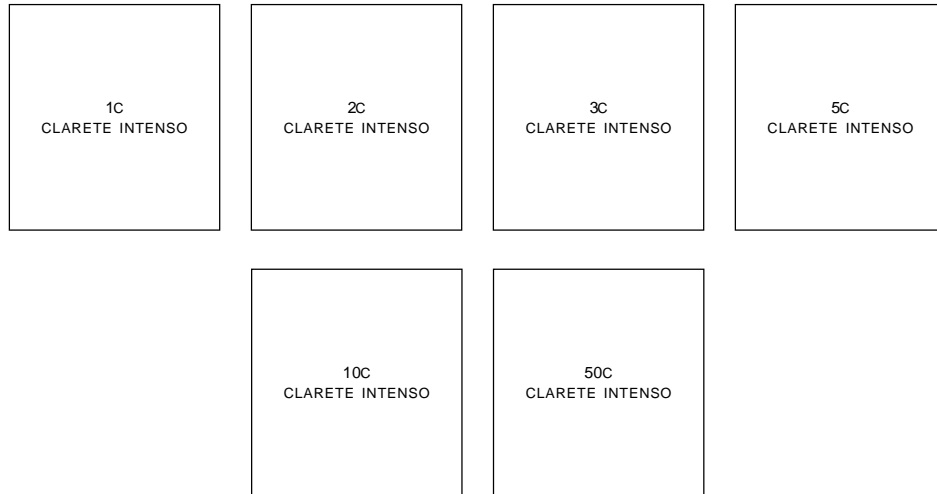 1C
CLARETE INTENSO
2C
CLARETE INTENSO
3C
CLARETE INTENSO
5C
CLARETE INTENSO
10C
CLARETE INTENSO
50C
CLARETE INTENSO